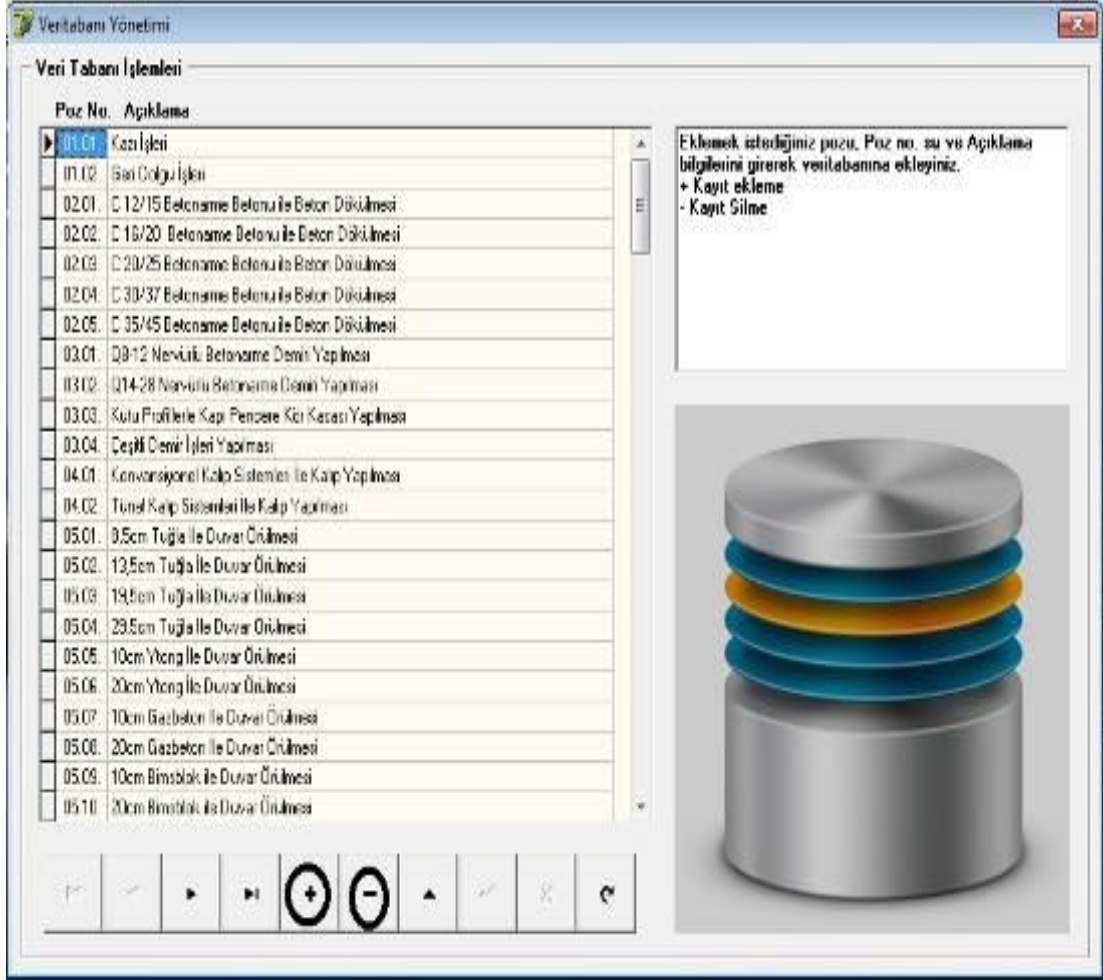 Veritabanı Yönetimi
Veri Tabanı İşlemleri
Poz No. Açıklama
01.01. Kazı İşleri
01.02. Geri Dolgu İşleri
02.01. C 12/15 Betonarme Betonu ile Beton Dökülmesi
02.02. C 16/20 Betonarme Betonu ile Beton Dökülmesi
02.03. C 20/25 Betonarme Betonu ile Beton Dökülmesi
02.04. C 30/37 Betonarme Betonu ile Beton Dökülmesi
02.05. C 35/45 Betonarme Betonu ile Beton Dökülmesi
03.01. Q8-12 Nervürlü Betonarme Demiri Yapılması
03.02. Q14-28 Nervürlü Betonarme Demiri Yapılması
03.03. Kutu Profillerle Kapı Pencere Kör Kasası Yapılması
03.04. Çeşitli Demir İşleri Yapılması
04.01. Konvansiyonel Kalıp Sistemleri İle Kalıp Yapılması
04.02. Tünel Kalıp Sistemleri İle Kalıp Yapılması
05.01. 8.5cm Tuğla İle Duvar Örülmesi
05.02. 13,5cm Tuğla İle Duvar Örülmesi
05.03. 19,5cm Tuğla İle Duvar Örülmesi
05.04. 29.5cm Tuğla İle Duvar Örülmesi
05.05. 10cm Ytong İle Duvar Örülmesi
05.06. 20cm Ytong İle Duvar Örülmesi
05.07. 10cm Gazbeton İle Duvar Örülmesi
05.08. 20cm Gazbeton İle Duvar Örülmesi
05.09. 10cm Bimsblok ile Duvar Örülmesi
05.10. 20cm Bimsblok ile Duvar Örülmesi
Eklemek istediğiniz pozu, Poz no. su ve Açıklama
bilgilerini girerek veritabanına ekleyiniz.
+ Kayıt ekleme
- Kayıt Silme